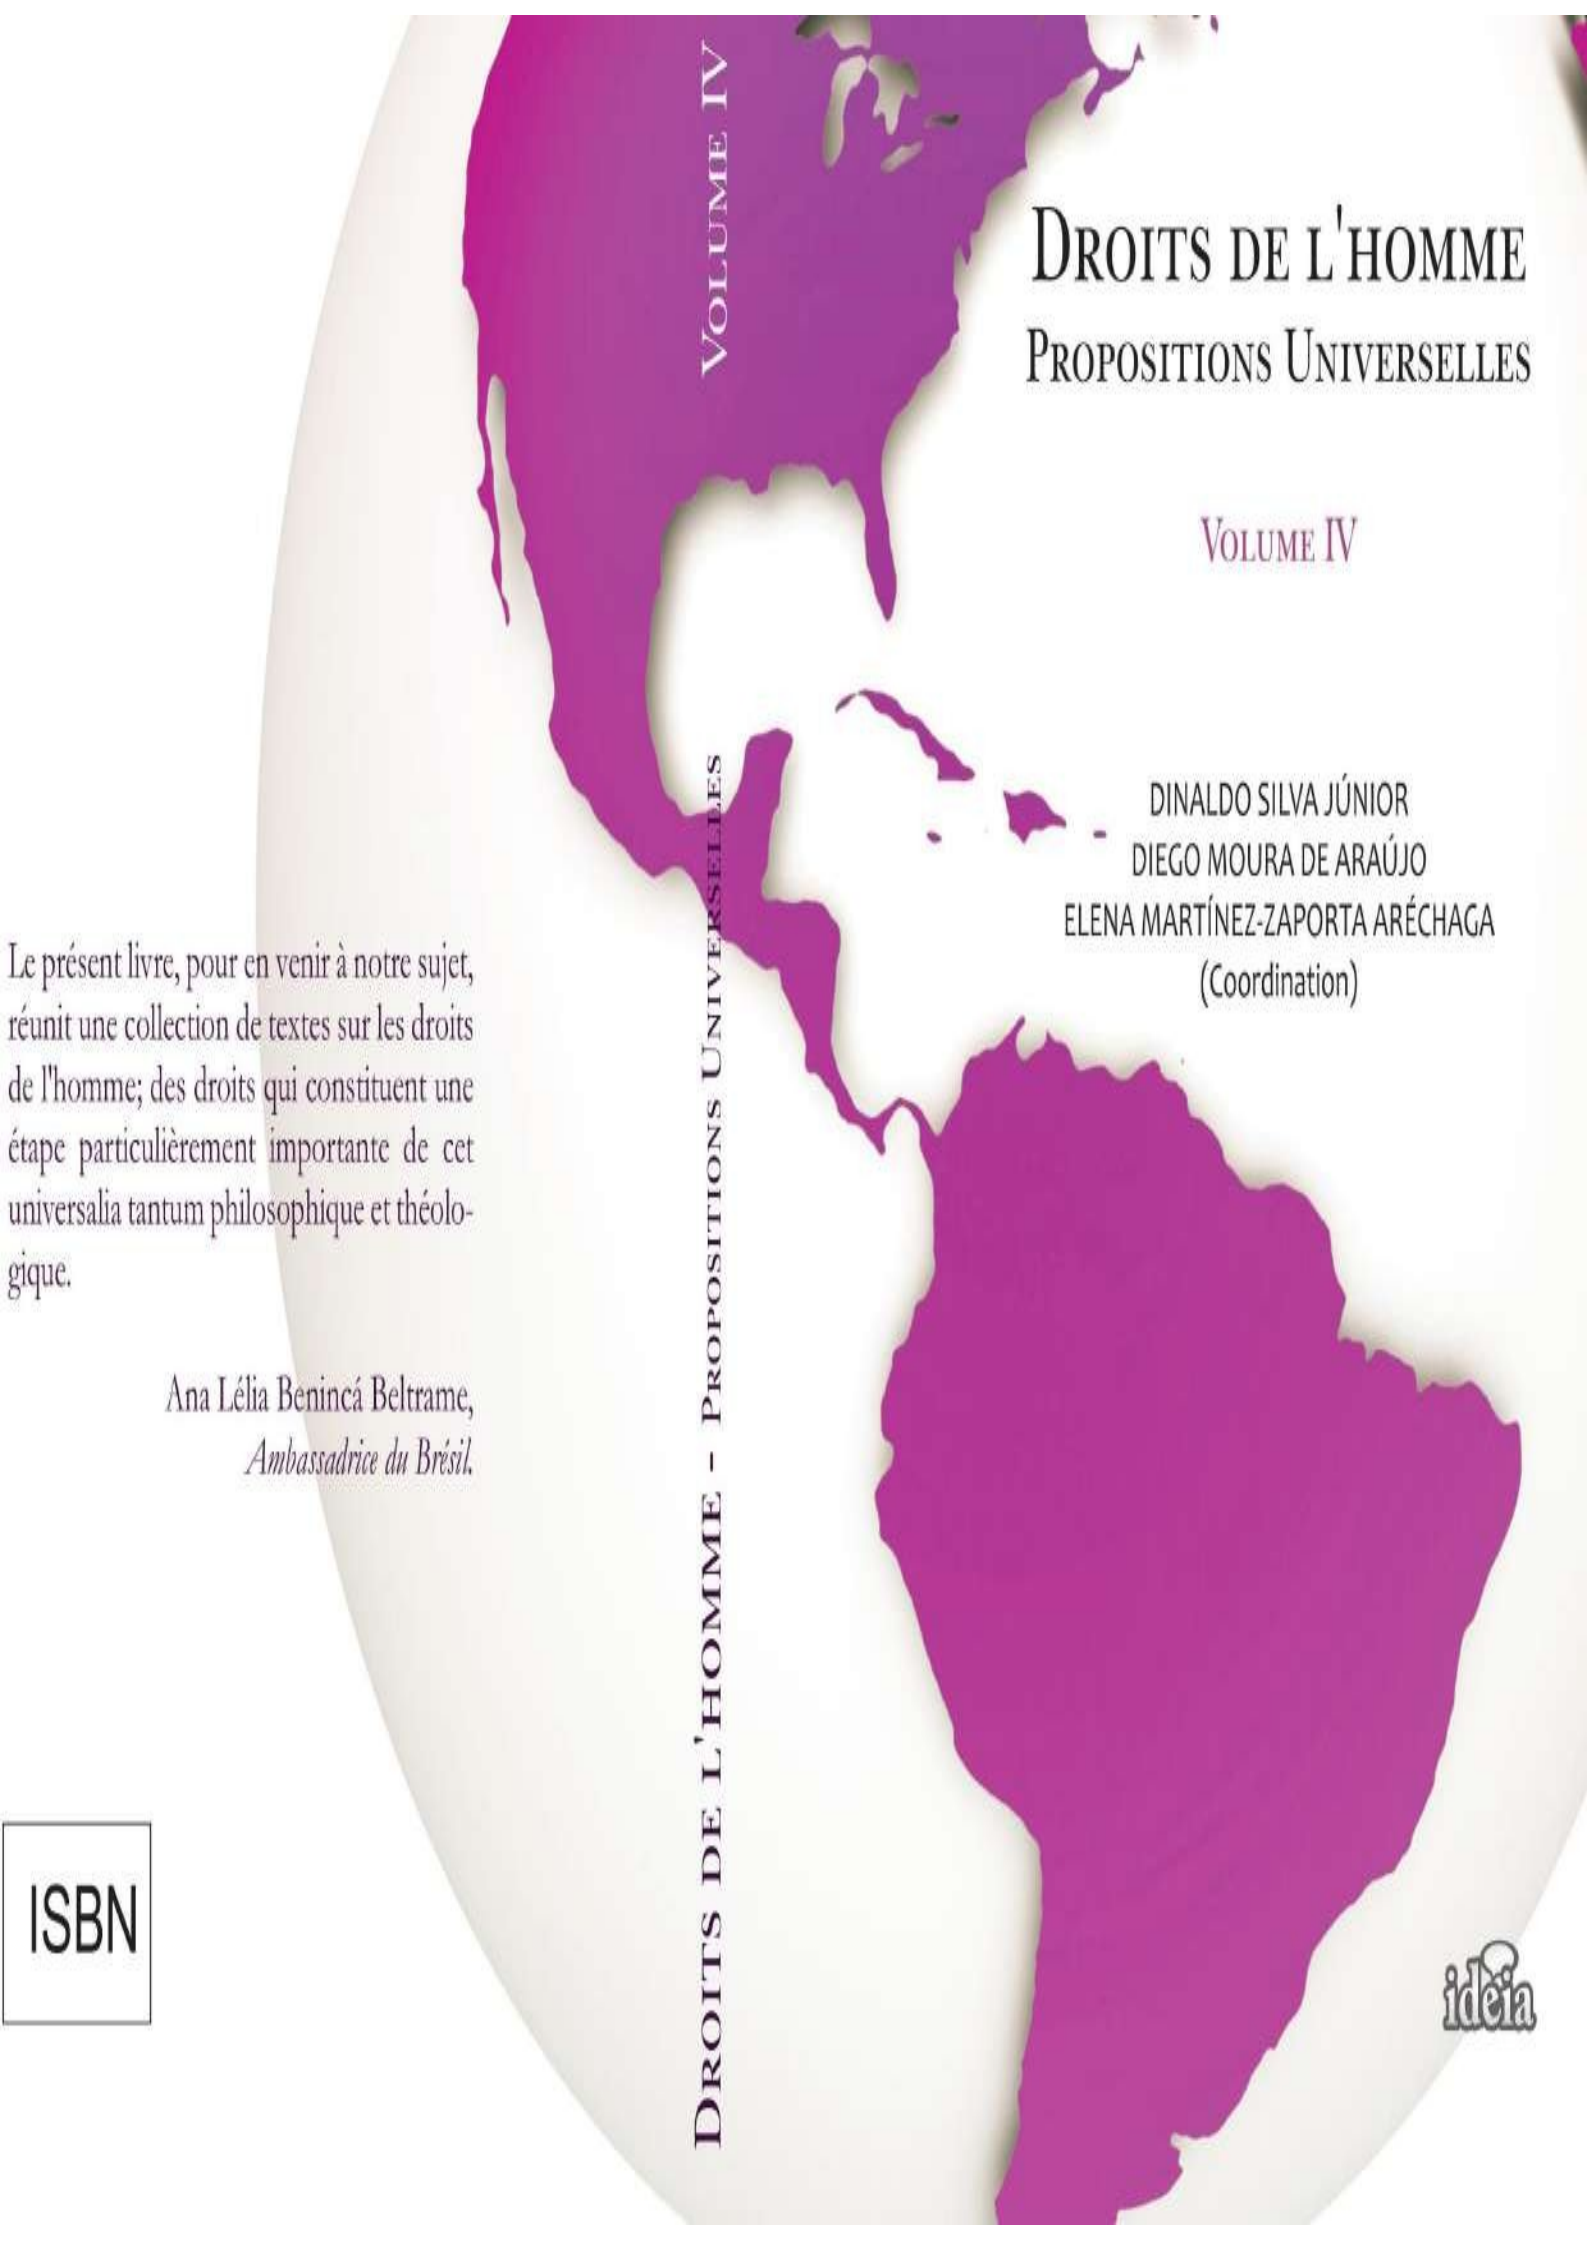 Le présent livre, pour en venir à notre sujet,
réunit une collection de textes sur les droits
de l'homme; des droits qui constituent une
étape particulièrement importante de cet
universalia tantum philosophique et théolo-
gique.
Ana Lélia Benincá Beltrame,
Ambassadrice du Brésil.
ISBN
DROITS DE L'HOMME – PROPOSITIONS UNIVERSELLES VOLUME IV
DROITS DE L'HOMME
PROPOSITIONS UNIVERSELLES
VOLUME IV
DINALDO SILVA JÚNIOR
DIEGO MOURA DE ARAÚJO
ELENA MARTÍNEZ-ZAPORTA ARÉCHAGA
(Coordination)
ideia